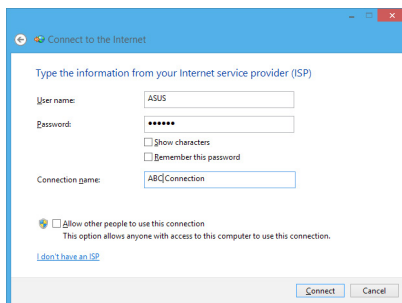 Connect to the Internet
Type the information from your Internet service provider (ISP)
User name: ASUS
Password: ••••••
Show characters
Remember this password
Connection name: ABC Connection
Allow other people to use this connection
This option allows anyone with access to this computer to use this connection.
I don't have an ISP
Connect Cancel